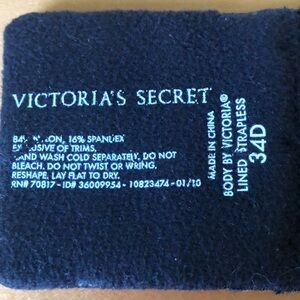 VICTORIA'S SECRET
16% SPANDEX
OF TRIMS.
HAND WASH COLD SEPARATELY. DO NOT
BLEACH. DO NOT TWIST OR WRING.
RESHAPE. LAY FLAT TO DRY.
RN# 70817 - ID# 36009954 - 10823474 - 01/10
MADE IN CHINA
BODY BY VICTORIA®
LINED STRAPLESS
34D